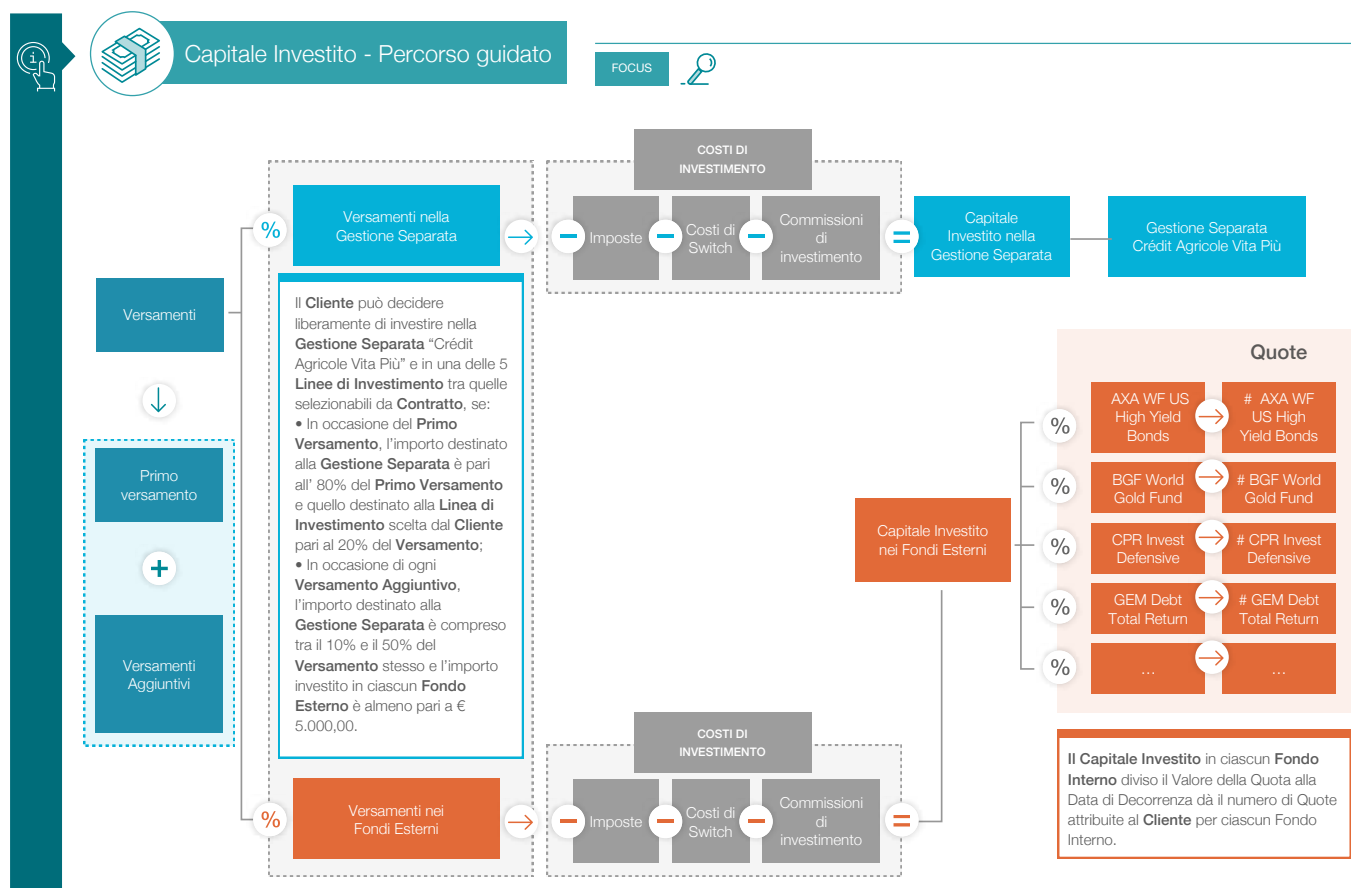 Capitale Investito - Percorso guidato
FOCUS
Versamenti
Primo
versamento
+
Versamenti
Aggiuntivi
%
Versamenti nella
Gestione Separata
Il Cliente può decidere
liberamente di investire nella
Gestione Separata “Crédit
Agricole Vita Più” e in una delle 5
Linee di Investimento tra quelle
selezionabili da Contratto, se:
• In occasione del Primo
Versamento, l’importo destinato
alla Gestione Separata è pari
all’ 80% del Primo Versamento
e quello destinato alla Linea di
Investimento scelta dal Cliente
pari al 20% del Versamento;
• In occasione di ogni
Versamento Aggiuntivo,
l’importo destinato alla
Gestione Separata è compreso
tra il 10% e il 50% del
Versamento stesso e l’importo
investito in ciascun Fondo
Esterno è almeno pari a €
5.000,00.
%
Versamenti nei
Fondi Esterni
COSTI DI
INVESTIMENTO
−
Imposte
−
Costi di
Switch
−
Commissioni
di
investimento
=
Capitale
Investito nella
Gestione Separata
Gestione Separata
Crédit Agricole Vita Più
COSTI DI
INVESTIMENTO
−
Imposte
−
Costi di
Switch
−
Commissioni
di
investimento
=
Capitale Investito
nei Fondi Esterni
Quote
%
AXA WF US
High Yield
Bonds
# AXA WF
US High
Yield Bonds
%
BGF World
Gold Fund
# BGF World
Gold Fund
%
CPR Invest
Defensive
# CPR Invest
Defensive
%
GEM Debt
Total Return
# GEM Debt
Total Return
%
...
...
Il Capitale Investito in ciascun Fondo
Interno diviso il Valore della Quota alla
Data di Decorrenza dà il numero di Quote
attribuite al Cliente per ciascun Fondo
Interno.